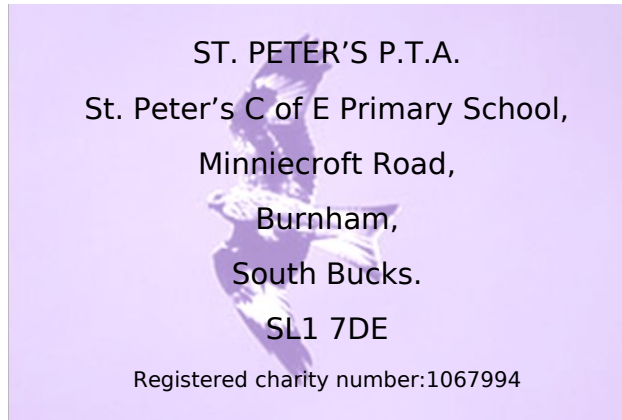 ST. PETER’S P.T.A.
St. Peter’s C of E Primary School,
Minniecroft Road,
Burnham,
South Bucks.
SL1 7DE
Registered charity number:1067994